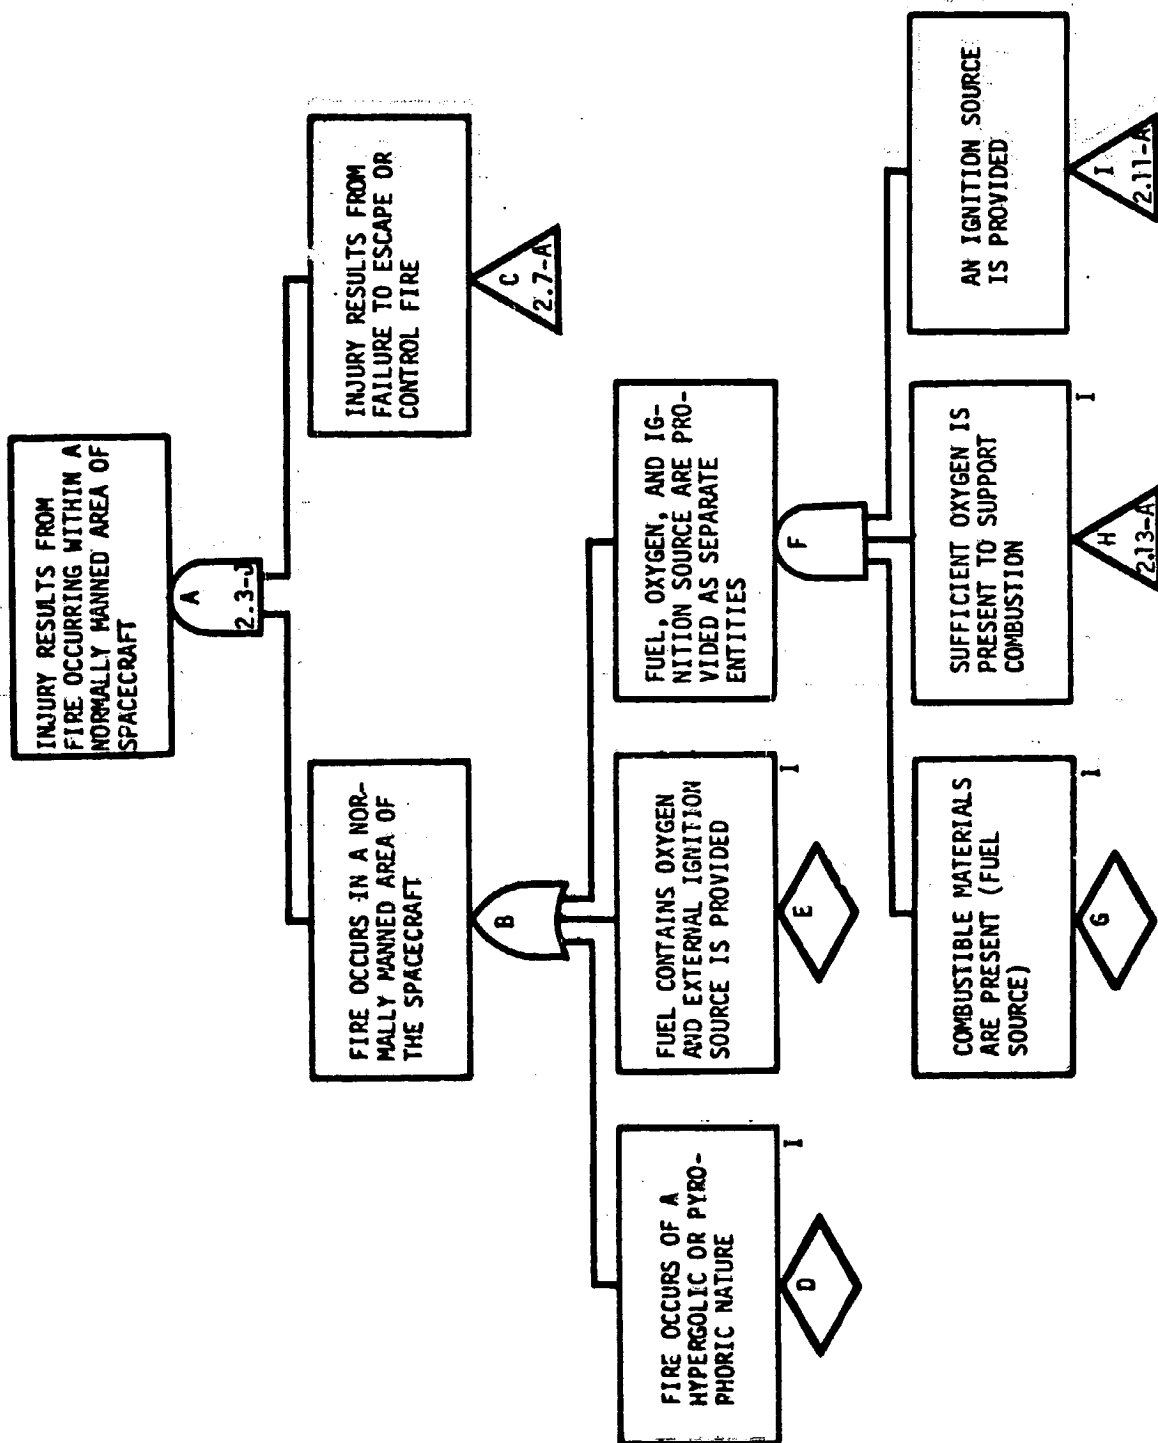 INJURY RESULTS FROM
FIRE OCCURRING WITHIN A
NORMALLY MANNED AREA OF
SPACECRAFT
A
2.3-J
FIRE OCCURS IN A NOR-
MALLY MANNED AREA OF
THE SPACECRAFT
B
INJURY RESULTS FROM
FAILURE TO ESCAPE OR
CONTROL FIRE
C
2.7-A
FIRE OCCURS OF A
HYPERGOLIC OR PYRO-
PHORIC NATURE
I
D
FUEL CONTAINS OXYGEN
AND EXTERNAL IGNITION
SOURCE IS PROVIDED
I
E
FUEL, OXYGEN, AND IG-
NITION SOURCE ARE PRO-
VIDED AS SEPARATE
ENTITIES
F
COMBUSTIBLE MATERIALS
ARE PRESENT (FUEL
SOURCE)
I
G
SUFFICIENT OXYGEN IS
PRESENT TO SUPPORT
COMBUSTION
I
H
2.13-A
AN IGNITION SOURCE
IS PROVIDED
I
2.11-A